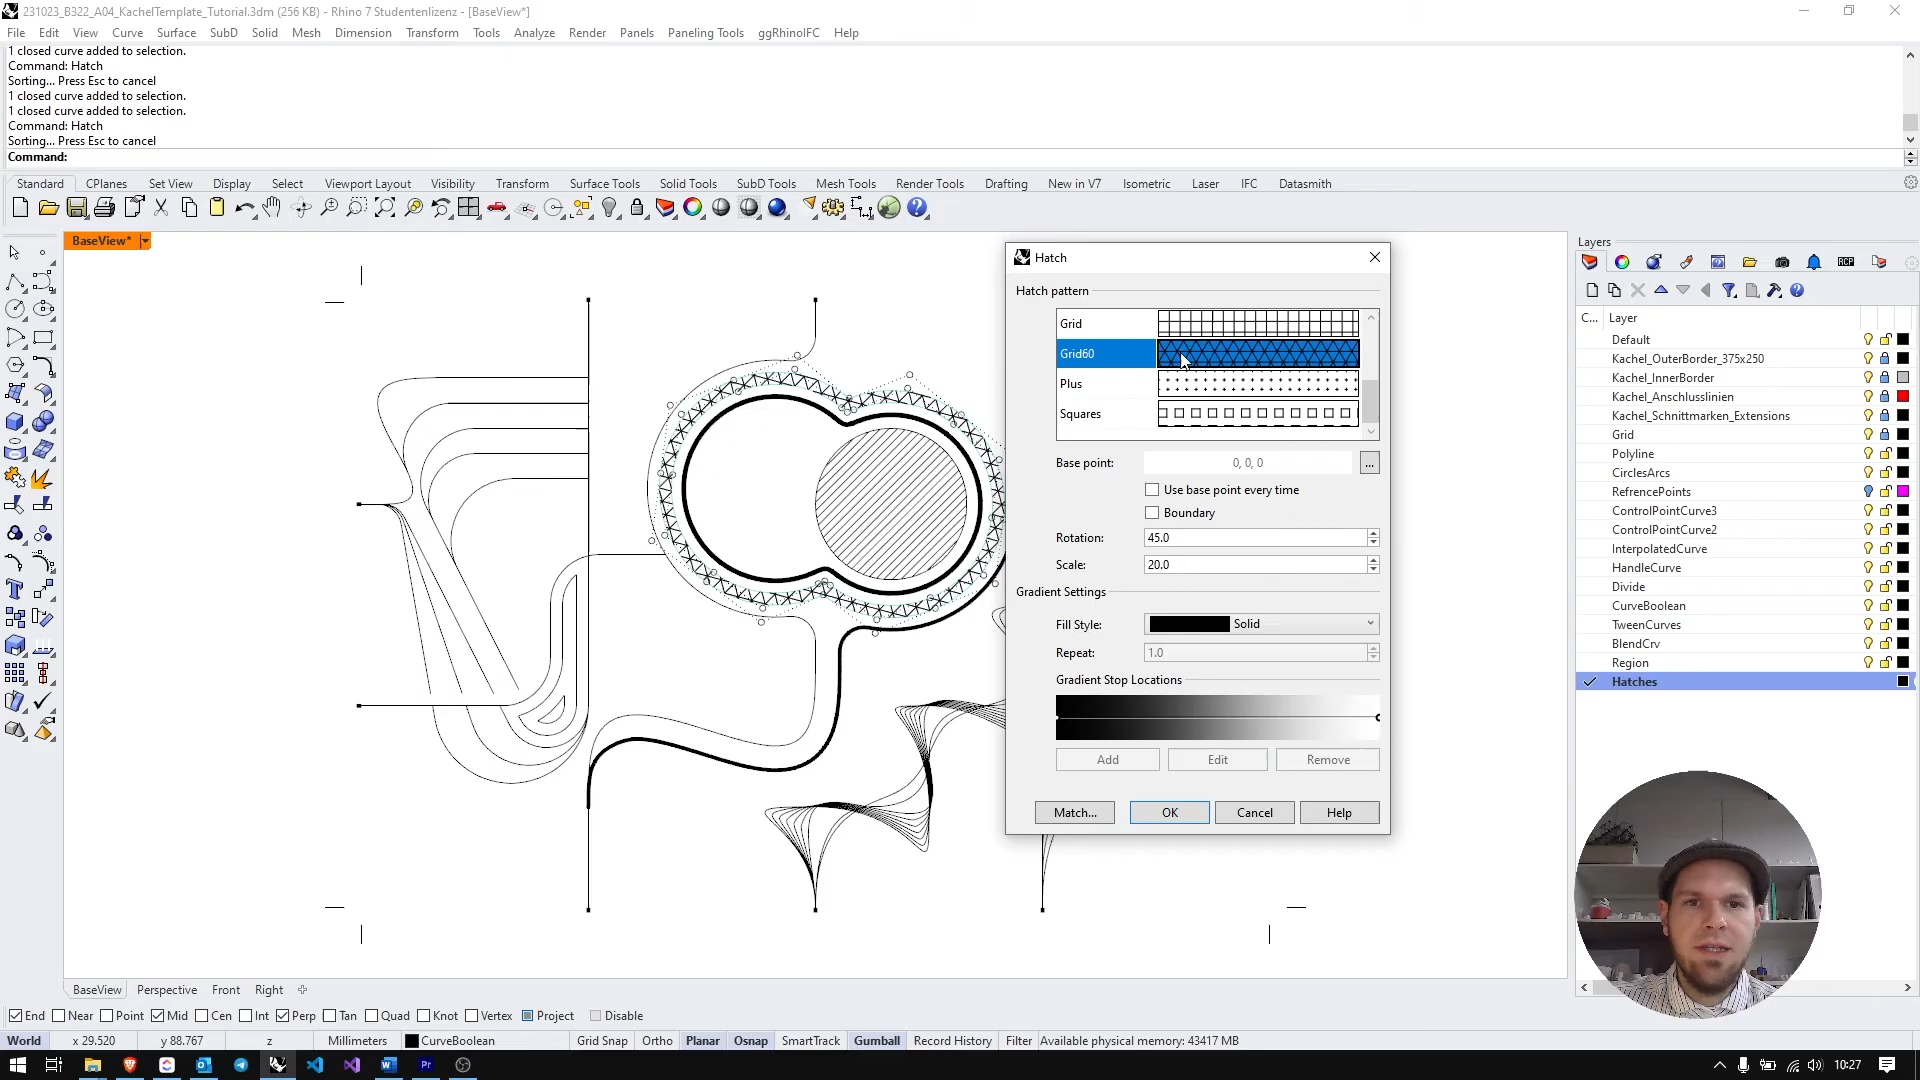 231023_B322_A04_KachelTemplate_Tutorial.3dm (256 KB) - Rhino 7 Studentenlizenz - [BaseView*]
File Edit View Curve Surface SubD Solid Mesh Dimension Transform Tools Analyze Render Panels Paneling Tools ggRhinoIFC Help
1 closed curve added to selection.
Command: Hatch
Sorting... Press Esc to cancel
1 closed curve added to selection.
1 closed curve added to selection.
Command: Hatch
Sorting... Press Esc to cancel
Command:
Standard CPlanes Set View Display Select Viewport Layout Visibility Transform Surface Tools Solid Tools SubD Tools Mesh Tools Render Tools Drafting New in V7 Isometric Laser IFC Datasmith
BaseView*
Hatch
Hatch pattern
Grid
Grid60
Plus
Squares
Base point: 0, 0, 0 ...
Use base point every time
Boundary
Rotation: 45.0
Scale: 20.0
Gradient Settings
Fill Style: Solid
Repeat: 1.0
Gradient Stop Locations
Add Edit Remove
Match... OK Cancel Help
Layers
RCP
C... Layer
Default
Kachel_OuterBorder_375x250
Kachel_InnerBorder
Kachel_Anschlusslinien
Kachel_Schnittmarken_Extensions
Grid
Polyline
CirclesArcs
RefrencePoints
ControlPointCurve3
ControlPointCurve2
InterpolatedCurve
HandleCurve
Divide
CurveBoolean
TweenCurves
BlendCrv
Region
Hatches
BaseView Perspective Front Right
End Near Point Mid Cen Int Perp Tan Quad Knot Vertex Project Disable
World x 29.520 y 88.767 z Millimeters CurveBoolean Grid Snap Ortho Planar Osnap SmartTrack Gumball Record History Filter Available physical memory: 43417 MB
Pr
10:27